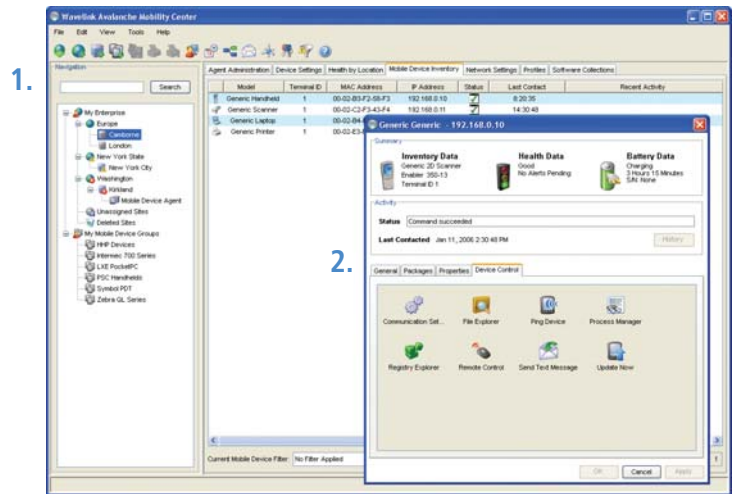 Wavelink Avalanche Mobility Center
File Edit View Tools Help
1.
Navigation
Search
My Enterprise
Europe
Camborne
London
New York State
New York City
Washington
Kirkland
Mobile Device Agent
Unassigned Sites
Deleted Sites
My Mobile Device Groups
HHP Devices
Intermec 700 Series
LXE PocketPC
PSC Handhelds
Symbol PDT
Zebra QL Series
Agent Administration Device Settings Health by Location Mobile Device Inventory Network Settings Profiles Software Collections
Model Terminal ID MAC Address IP Address Status Last Contact Recent Activity
Generic Handheld 1 00-02-B3-F2-58-F3 192.168.0.10 8:20:35
Generic Scanner 1 00-02-C2-F3-43-F4 192.168.0.11 14:30:48
Generic Laptop 1
Generic Printer 1
Generic Generic - 192.168.0.10
Summary
Inventory Data
Generic 2D Scanner
Enabler 350-13
Terminal ID 1
Health Data
Good
No Alerts Pending
Battery Data
Charging
3 Hours 15 Minutes
S/N: None
Activity
Status Command succeeded
Last Contacted Jan 11, 2006 2:30:48 PM
History
2.
General Packages Properties Device Control
Communication Set...
File Explorer
Ping Device
Process Manager
Registry Explorer
Remote Control
Send Text Message
Update Now
Current Mobile Device Filter: No Filter Applied
OK Cancel Apply